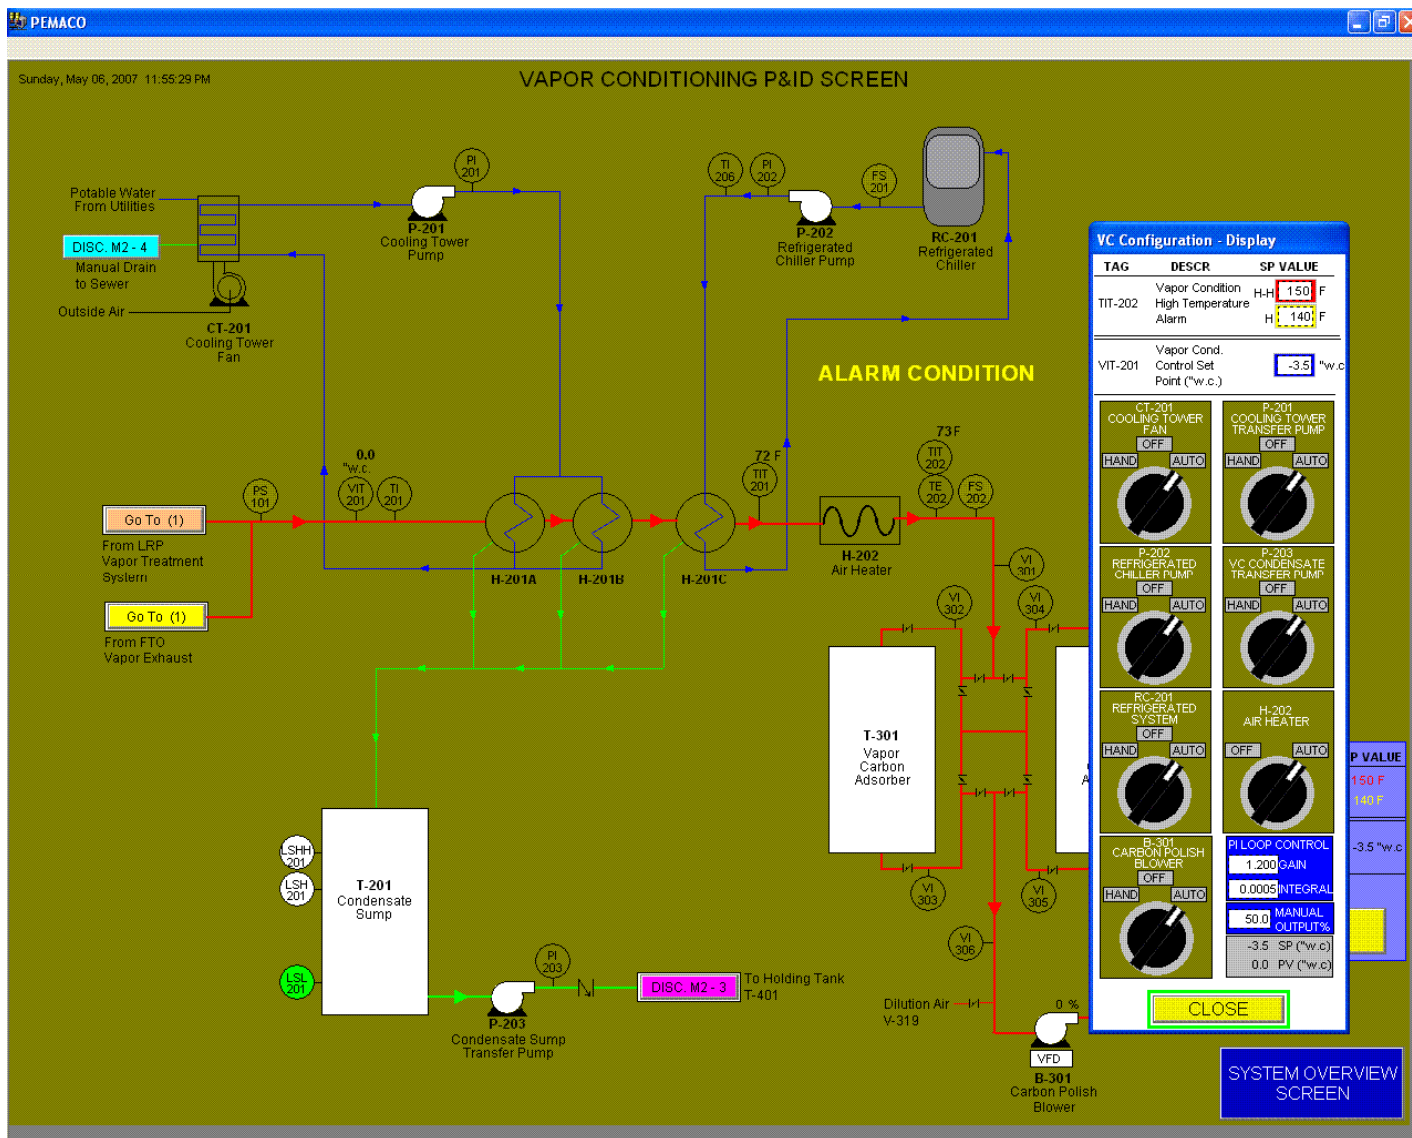 PEMACO
Sunday, May 06, 2007 11:55:29 PM
VAPOR CONDITIONING P&ID SCREEN
Potable Water
From Utilities
DISC. M2 - 4
Manual Drain
to Sewer
Outside Air
CT-201
Cooling Tower
Fan
PI
201
P-201
Cooling Tower
Pump
TI
206
PI
202
FS
201
P-202
Refrigerated
Chiller Pump
RC-201
Refrigerated
Chiller
ALARM CONDITION
0.0
"w.c.
PS
101
VIT
201
TI
201
72 F
TIT
201
73 F
TIT
202
TE
202
FS
202
Go To (1)
From LRP
Vapor Treatment
System
Go To (1)
From FTO
Vapor Exhaust
H-201A
H-201B
H-201C
H-202
Air Heater
VI
301
VI
302
VI
304
T-301
Vapor
Carbon
Adsorber
A
VI
303
VI
305
VI
306
LSHH
201
LSH
201
LSL
201
T-201
Condensate
Sump
PI
203
P-203
Condensate Sump
Transfer Pump
DISC. M2 - 3
To Holding Tank
T-401
Dilution Air
V-319
0 %
VFD
B-301
Carbon Polish
Blower
VC Configuration - Display
TAG DESCR SP VALUE
TIT-202
Vapor Condition
High Temperature
Alarm
H-H 150 F
H 140 F
VIT-201
Vapor Cond.
Control Set
Point ("w.c.)
-3.5 "w.c
CT-201
COOLING TOWER
FAN
OFF
HAND AUTO
P-201
COOLING TOWER
TRANSFER PUMP
OFF
HAND AUTO
P-202
REFRIGERATED
CHILLER PUMP
OFF
HAND AUTO
P-203
VC CONDENSATE
TRANSFER PUMP
OFF
HAND AUTO
RC-201
REFRIGERATED
SYSTEM
OFF
HAND AUTO
H-202
AIR HEATER
OFF AUTO
B-301
CARBON POLISH
BLOWER
OFF
HAND AUTO
PI LOOP CONTROL
1.200 GAIN
0.0005 INTEGRAL
50.0 MANUAL
OUTPUT%
-3.5 SP ("w.c)
0.0 PV ("w.c)
CLOSE
P VALUE
150 F
140 F
-3.5 "w.c
SYSTEM OVERVIEW
SCREEN